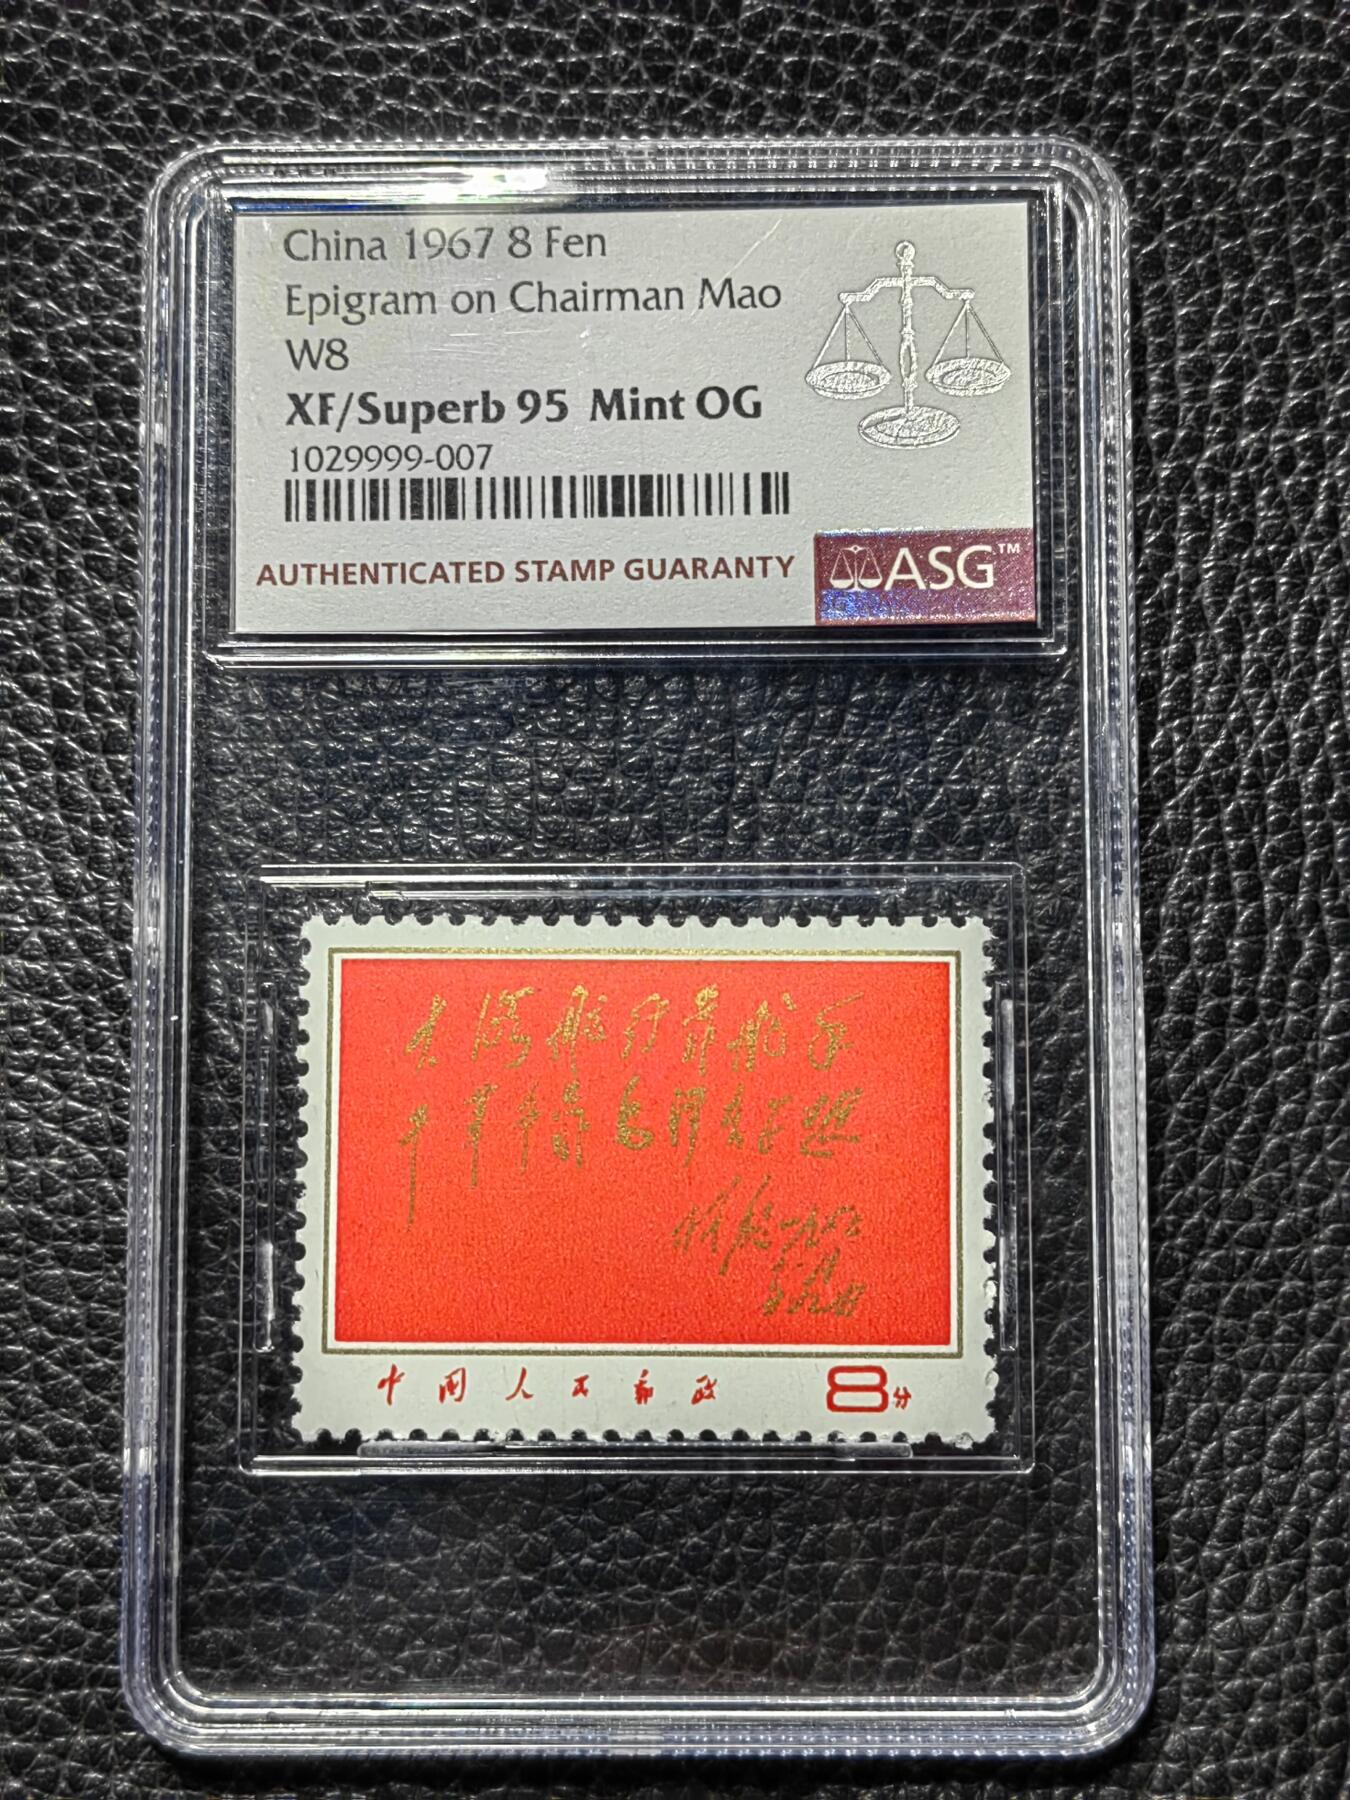 China 1967 8 Fen
Epigram on Chairman Mao
W8
XF/Superb 95 Mint OG
1029999-007
AUTHENTICATED STAMP GUARANTY
ASG™
大海航行靠舵手
干革命靠毛泽东思想
林彪
中国人民邮政 8分